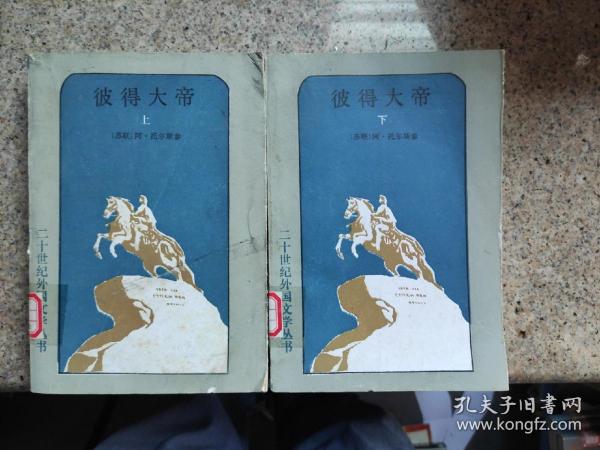 彼得大帝
上
〔苏联〕阿·托尔斯泰
二十世纪外国文学丛书
彼得大帝
下
〔苏联〕阿·托尔斯泰
二十世纪外国文学丛书
孔夫子旧书网
www.kongfz.com